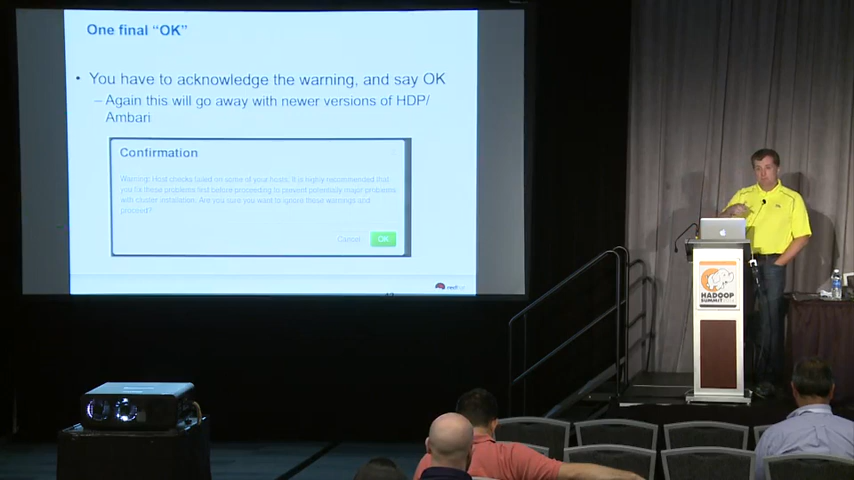 One final “OK”
• You have to acknowledge the warning, and say OK
– Again this will go away with newer versions of HDP/
Ambari
Confirmation
Warning: Host checks failed on some of your hosts. It is highly recommended that
you fix these problems first before proceeding to prevent potentially major problems
with cluster installation. Are you sure you want to ignore these warnings and
proceed?
Cancel
OK
redhat
HADOOP
SUMMIT